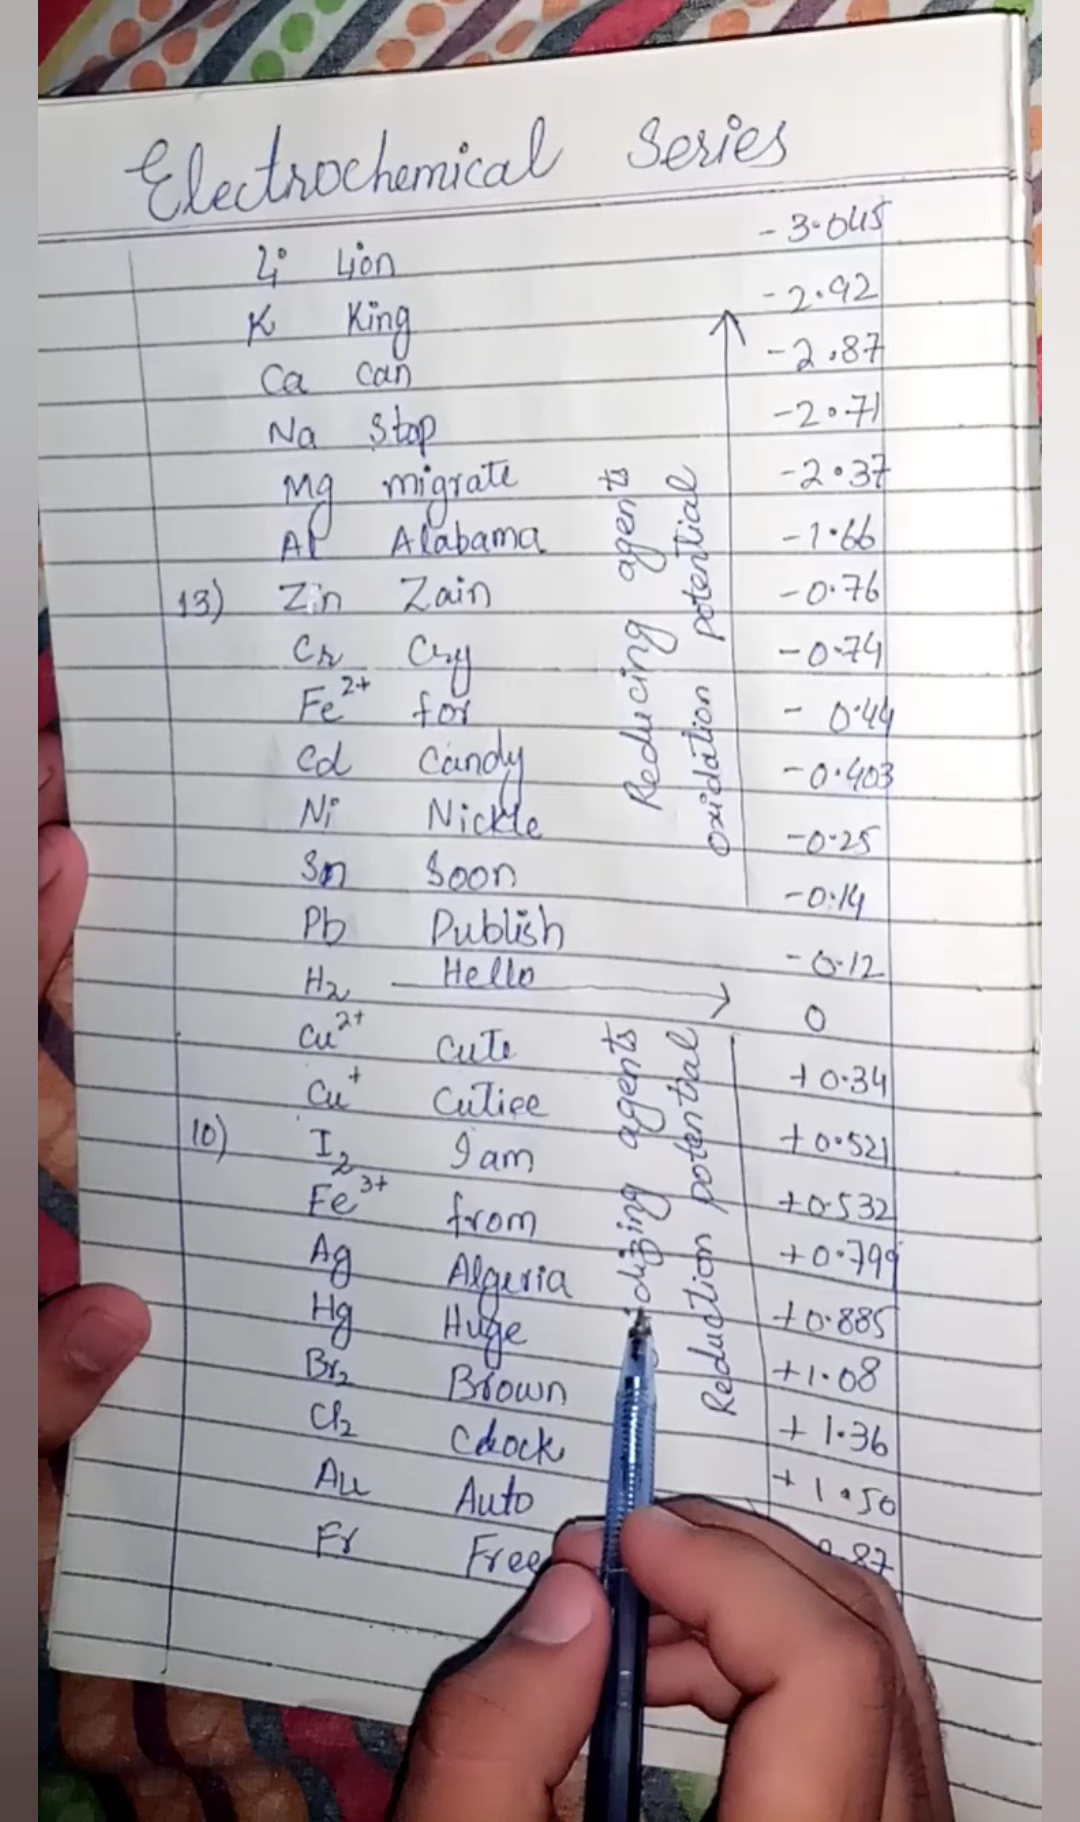 Electrochemical Series
Li Lion -3.045
K King -2.92
Ca Can -2.87
Na Stop -2.71
Mg migrate -2.37
Al Alabama -1.66
13) Zin Zain -0.76
Cr Cry -0.74
Fe2+ for -0.44
Cd Candy -0.403
Ni Nickle -0.25
Sn Soon -0.14
Pb Publish -0.12
H2 Hello 0
Cu2+ Cute +0.34
Cu+ Cutiee +0.521
10) I2 I am +0.532
Fe3+ from +0.799
Ag Algeria +0.885
Hg Huge +1.08
Br2 Brown +1.36
Cl2 Clock +1.50
Au Auto .87
Fr Free
Reducing agents
oxidation potential
agents
Reduction potential